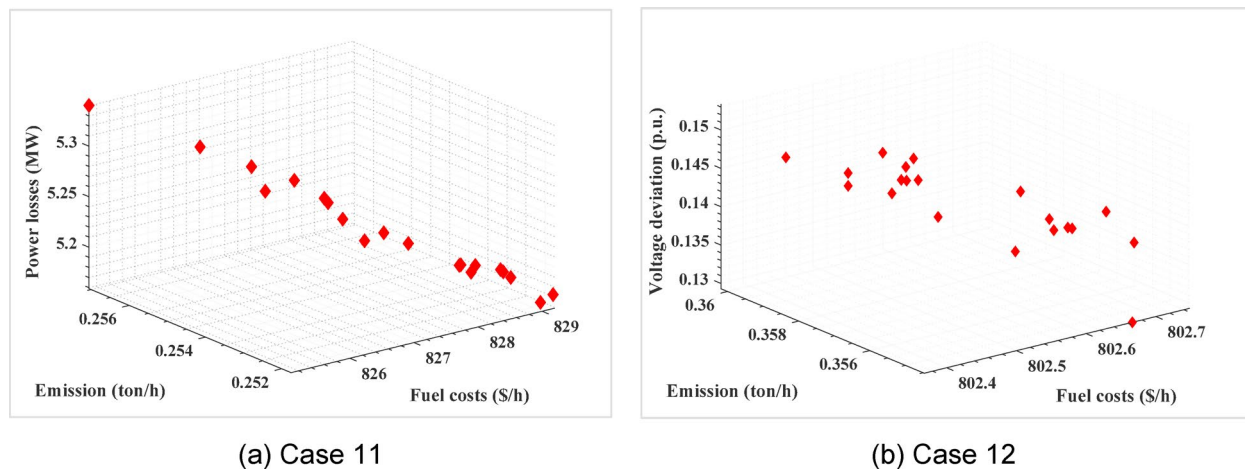 Power losses (MW)
5.3
5.25
5.2
0.256
0.254
0.252
Emission (ton/h)
826
827
828
829
Fuel costs ($/h)
(a) Case 11
Voltage deviation (p.u.)
0.15
0.145
0.14
0.135
0.13
0.36
0.358
0.356
Emission (ton/h)
802.4
802.5
802.6
802.7
Fuel costs ($/h)
(b) Case 12